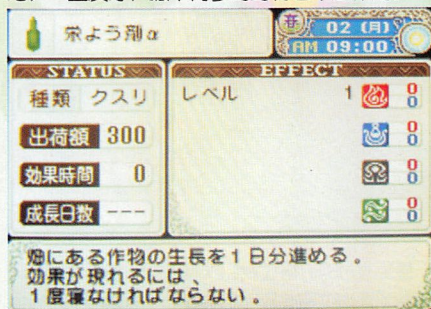 栄よう剤α
春 02 (月)
AM 09:00
STATUS
種類 クスリ
出荷額 300
効果時間 0
成長日数 ---
EFFECT
レベル 1
0
0
0
0
0
0
0
0
畑にある作物の生長を1日分進める。
効果が現れるには、
1度寝なければならない。